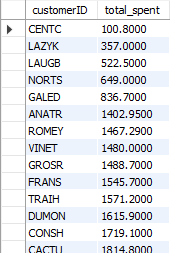 customerID total_spent
CENTC 100.8000
LAZYK 357.0000
LAUGB 522.5000
NORTS 649.0000
GALED 836.7000
ANATR 1402.9500
ROMEY 1467.2900
VINET 1480.0000
GROSR 1488.7000
FRANS 1545.7000
TRAIH 1571.2000
DUMON 1615.9000
CONSH 1719.1000
CACTU 1814.8000